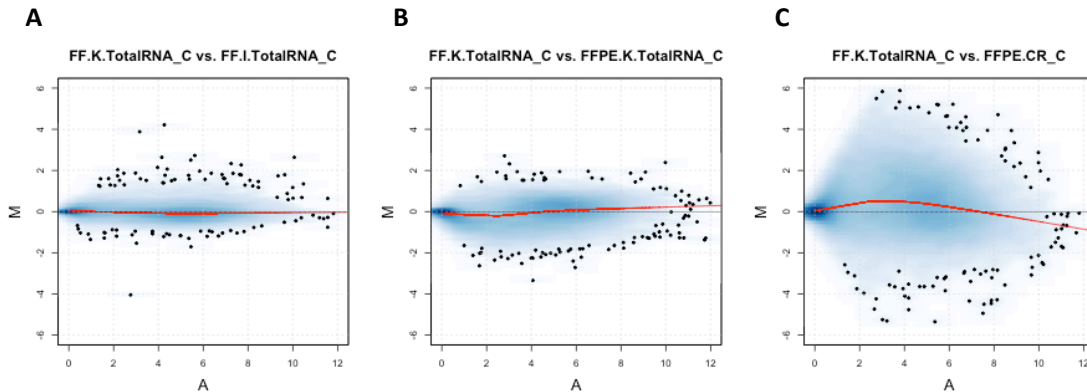 A
B
C
FF.K.TotalRNA_C vs. FF.I.TotalRNA_C
FF.K.TotalRNA_C vs. FFPE.K.TotalRNA_C
FF.K.TotalRNA_C vs. FFPE.CR_C
M
6
4
2
0
-2
-4
-6
0 2 4 6 8 10 12
A
M
6
4
2
0
-2
-4
-6
0 2 4 6 8 10 12
A
M
6
4
2
0
-2
-4
-6
0 2 4 6 8 10 12
A